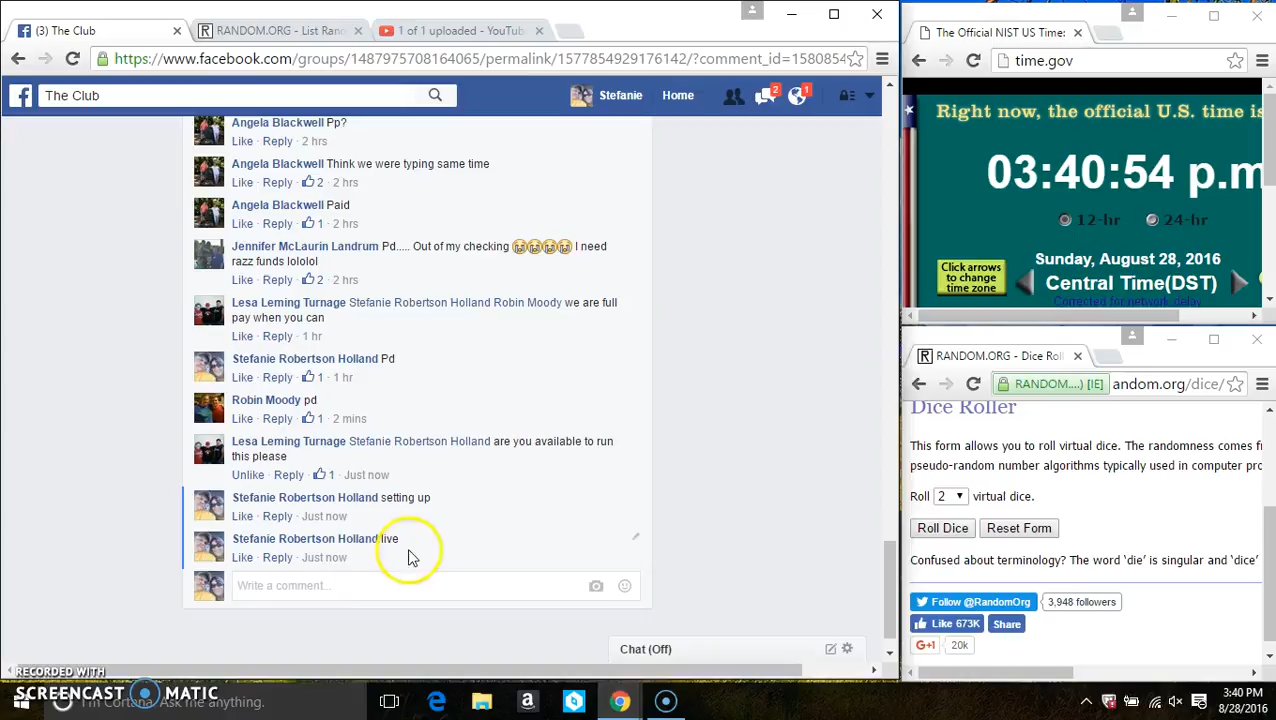 (3) The Club
RANDOM.ORG - List Ran
1 of 1 uploaded - YouTu
https://www.facebook.com/groups/1487975708164065/permalink/1577854929176142/?comment_id=1580854
The Club
Stefanie
Home
2
1
Angela Blackwell Pp?
Like · Reply · 2 hrs
Angela Blackwell Think we were typing same time
Like · Reply · 2 · 2 hrs
Angela Blackwell Paid
Like · Reply · 1 · 2 hrs
Jennifer McLaurin Landrum Pd..... Out of my checking 😭😭😭😭 I need
razz funds lololol
Like · Reply · 2 · 2 hrs
Lesa Leming Turnage Stefanie Robertson Holland Robin Moody we are full
pay when you can
Like · Reply · 1 hr
Stefanie Robertson Holland Pd
Like · Reply · 1 · 1 hr
Robin Moody pd
Like · Reply · 1 · 2 mins
Lesa Leming Turnage Stefanie Robertson Holland are you available to run
this please
Unlike · Reply · 1 · Just now
Stefanie Robertson Holland setting up
Like · Reply · Just now
Stefanie Robertson Holland live
Like · Reply · Just now
Write a comment...
Chat (Off)
The Official NIST US Time:
time.gov
Right now, the official U.S. time is
03:40:54 p.m
12-hr
24-hr
Click arrows
to change
time zone
Sunday, August 28, 2016
Central Time(DST)
Corrected for network delay
RANDOM.ORG - Dice Rol
RANDOM....) [IE]
andom.org/dice/
Dice Roller
This form allows you to roll virtual dice. The randomness comes f
pseudo-random number algorithms typically used in computer pro
Roll 2 virtual dice.
Roll Dice
Reset Form
Confused about terminology? The word 'die' is singular and 'dice'
Follow @RandomOrg
3,948 followers
Like 673K
Share
G+1
20k
RECORDED WITH
SCREENCAST MATIC
I'm Cortana. Ask me anything.
3:40 PM
8/28/2016